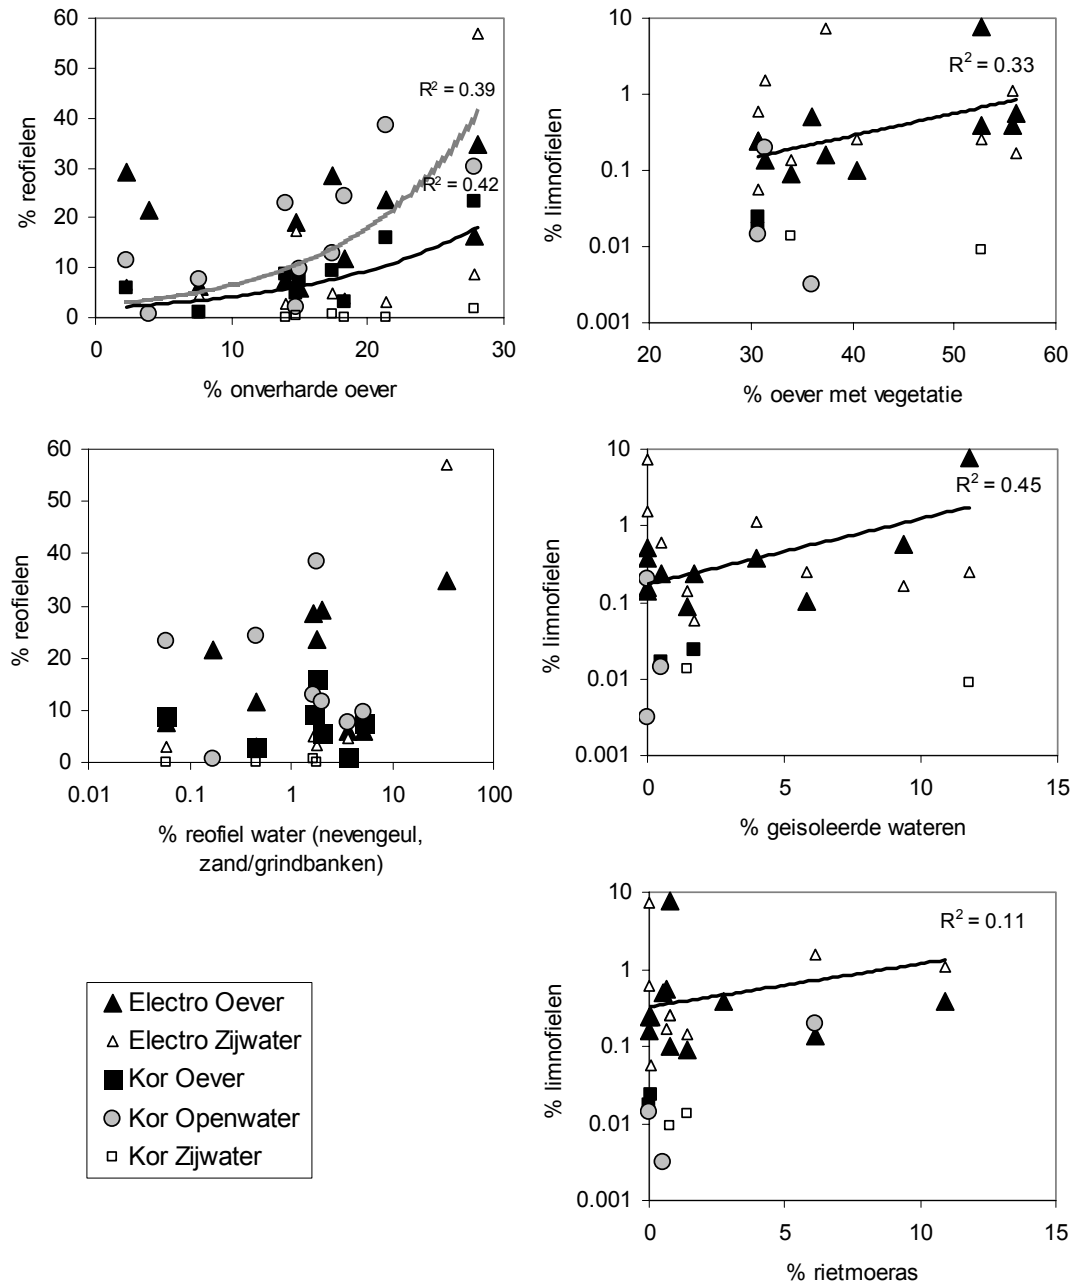 60
50
40
30
20
10
0
% reofielen
R² = 0.39
R² = 0.42
0 10 20 30
% onverharde oever
10
1
0.1
0.01
0.001
% limnofielen
R² = 0.33
20 30 40 50 60
% oever met vegetatie
60
50
40
30
20
10
0
% reofielen
0.01 0.1 1 10 100
% reofiel water (nevengeul,
zand/grindbanken)
10
1
0.1
0.01
0.001
% limnofielen
R² = 0.45
0 5 10 15
% geisoleerde wateren
10
1
0.1
0.01
0.001
% limnofielen
R² = 0.11
0 5 10 15
% rietmoeras
Electro Oever
Electro Zijwater
Kor Oever
Kor Openwater
Kor Zijwater